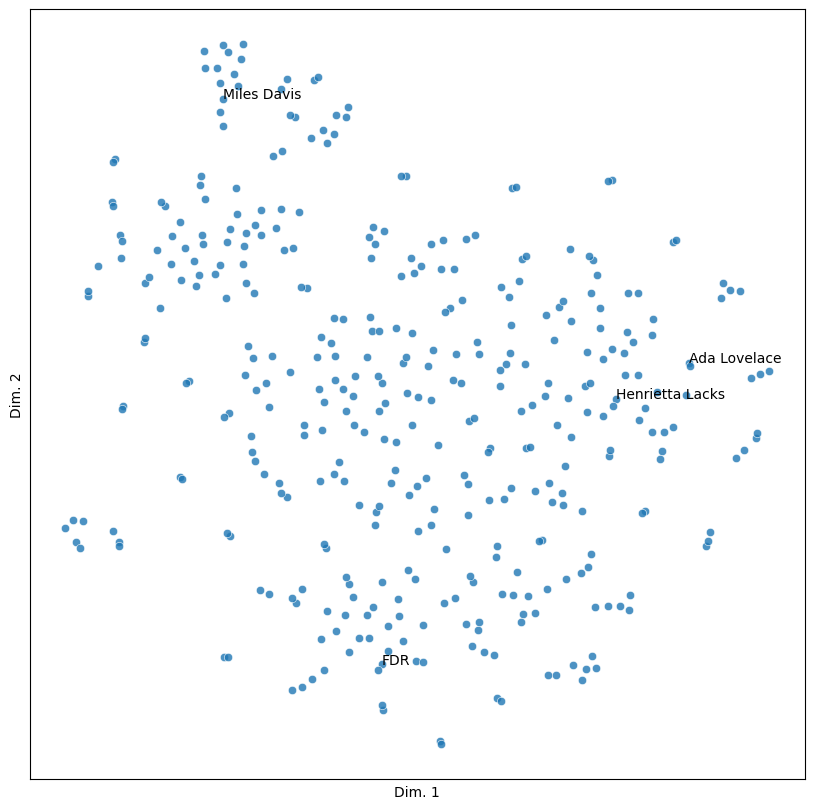 Miles Davis
Ada Lovelace
Henrietta Lacks
FDR
Dim. 2
Dim. 1